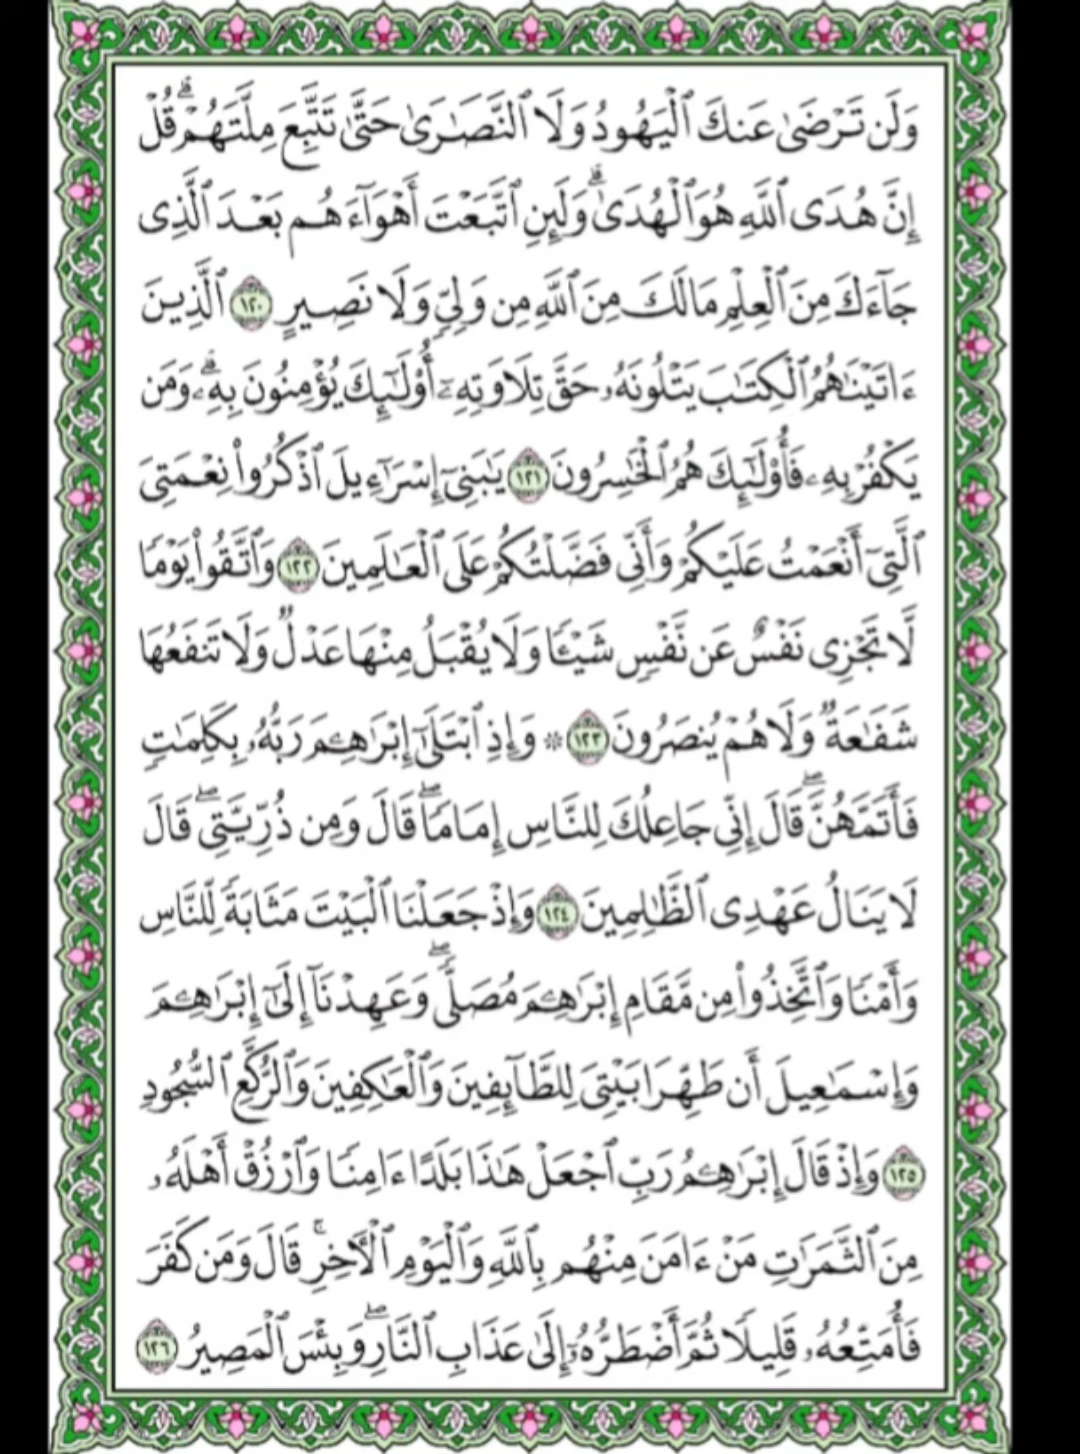 وَلَن تَرۡضَىٰ عَنكَ ٱلۡيَهُودُ وَلَا ٱلنَّصَٰرَىٰ حَتَّىٰ تَتَّبِعَ مِلَّتَهُمۡۗ قُلۡ
إِنَّ هُدَى ٱللَّهِ هُوَ ٱلۡهُدَىٰۗ وَلَئِنِ ٱتَّبَعۡتَ أَهۡوَآءَهُم بَعۡدَ ٱلَّذِى
جَآءَكَ مِنَ ٱلۡعِلۡمِ مَا لَكَ مِنَ ٱللَّهِ مِن وَلِىّٖ وَلَا نَصِيرٍ ١٢٠ ٱلَّذِينَ
ءَاتَيۡنَٰهُمُ ٱلۡكِتَٰبَ يَتۡلُونَهُۥ حَقَّ تِلَاوَتِهِۦٓ أُوْلَٰٓئِكَ يُؤۡمِنُونَ بِهِۦۗ وَمَن
يَكۡفُرۡ بِهِۦ فَأُوْلَٰٓئِكَ هُمُ ٱلۡخَٰسِرُونَ ١٢١ يَٰبَنِىٓ إِسۡرَٰٓءِيلَ ٱذۡكُرُواْ نِعۡمَتِىَ
ٱلَّتِىٓ أَنۡعَمۡتُ عَلَيۡكُمۡ وَأَنِّى فَضَّلۡتُكُمۡ عَلَى ٱلۡعَٰلَمِينَ ١٢٢ وَٱتَّقُواْ يَوۡمٗا
لَّا تَجۡزِى نَفۡسٌ عَن نَّفۡسٖ شَيۡـٔٗا وَلَا يُقۡبَلُ مِنۡهَا عَدۡلٞ وَلَا تَنفَعُهَا
شَفَٰعَةٞ وَلَا هُمۡ يُنصَرُونَ ١٢٣ ۞ وَإِذِ ٱبۡتَلَىٰٓ إِبۡرَٰهِـۧمَ رَبُّهُۥ بِكَلِمَٰتٖ
فَأَتَمَّهُنَّۖ قَالَ إِنِّى جَاعِلُكَ لِلنَّاسِ إِمَامٗاۖ قَالَ وَمِن ذُرِّيَّتِىۖ قَالَ
لَا يَنَالُ عَهۡدِى ٱلظَّٰلِمِينَ ١٢٤ وَإِذۡ جَعَلۡنَا ٱلۡبَيۡتَ مَثَابَةٗ لِّلنَّاسِ
وَأَمۡنٗا وَٱتَّخِذُواْ مِن مَّقَامِ إِبۡرَٰهِـۧمَ مُصَلّٗىۖ وَعَهِدۡنَآ إِلَىٰٓ إِبۡرَٰهِـۧمَ
وَإِسۡمَٰعِيلَ أَن طَهِّرَا بَيۡتِىَ لِلطَّآئِفِينَ وَٱلۡعَٰكِفِينَ وَٱلرُّكَّعِ ٱلسُّجُودِ
١٢٥ وَإِذۡ قَالَ إِبۡرَٰهِـۧمُ رَبِّ ٱجۡعَلۡ هَٰذَا بَلَدًا ءَامِنٗا وَٱرۡزُقۡ أَهۡلَهُۥ
مِنَ ٱلثَّمَرَٰتِ مَنۡ ءَامَنَ مِنۡهُم بِٱللَّهِ وَٱلۡيَوۡمِ ٱلۡأٓخِرِۚ قَالَ وَمَن كَفَرَ
فَأُمَتِّعُهُۥ قَلِيلٗا ثُمَّ أَضۡطَرُّهُۥٓ إِلَىٰ عَذَابِ ٱلنَّارِۖ وَبِئۡسَ ٱلۡمَصِيرُ ١٢٦